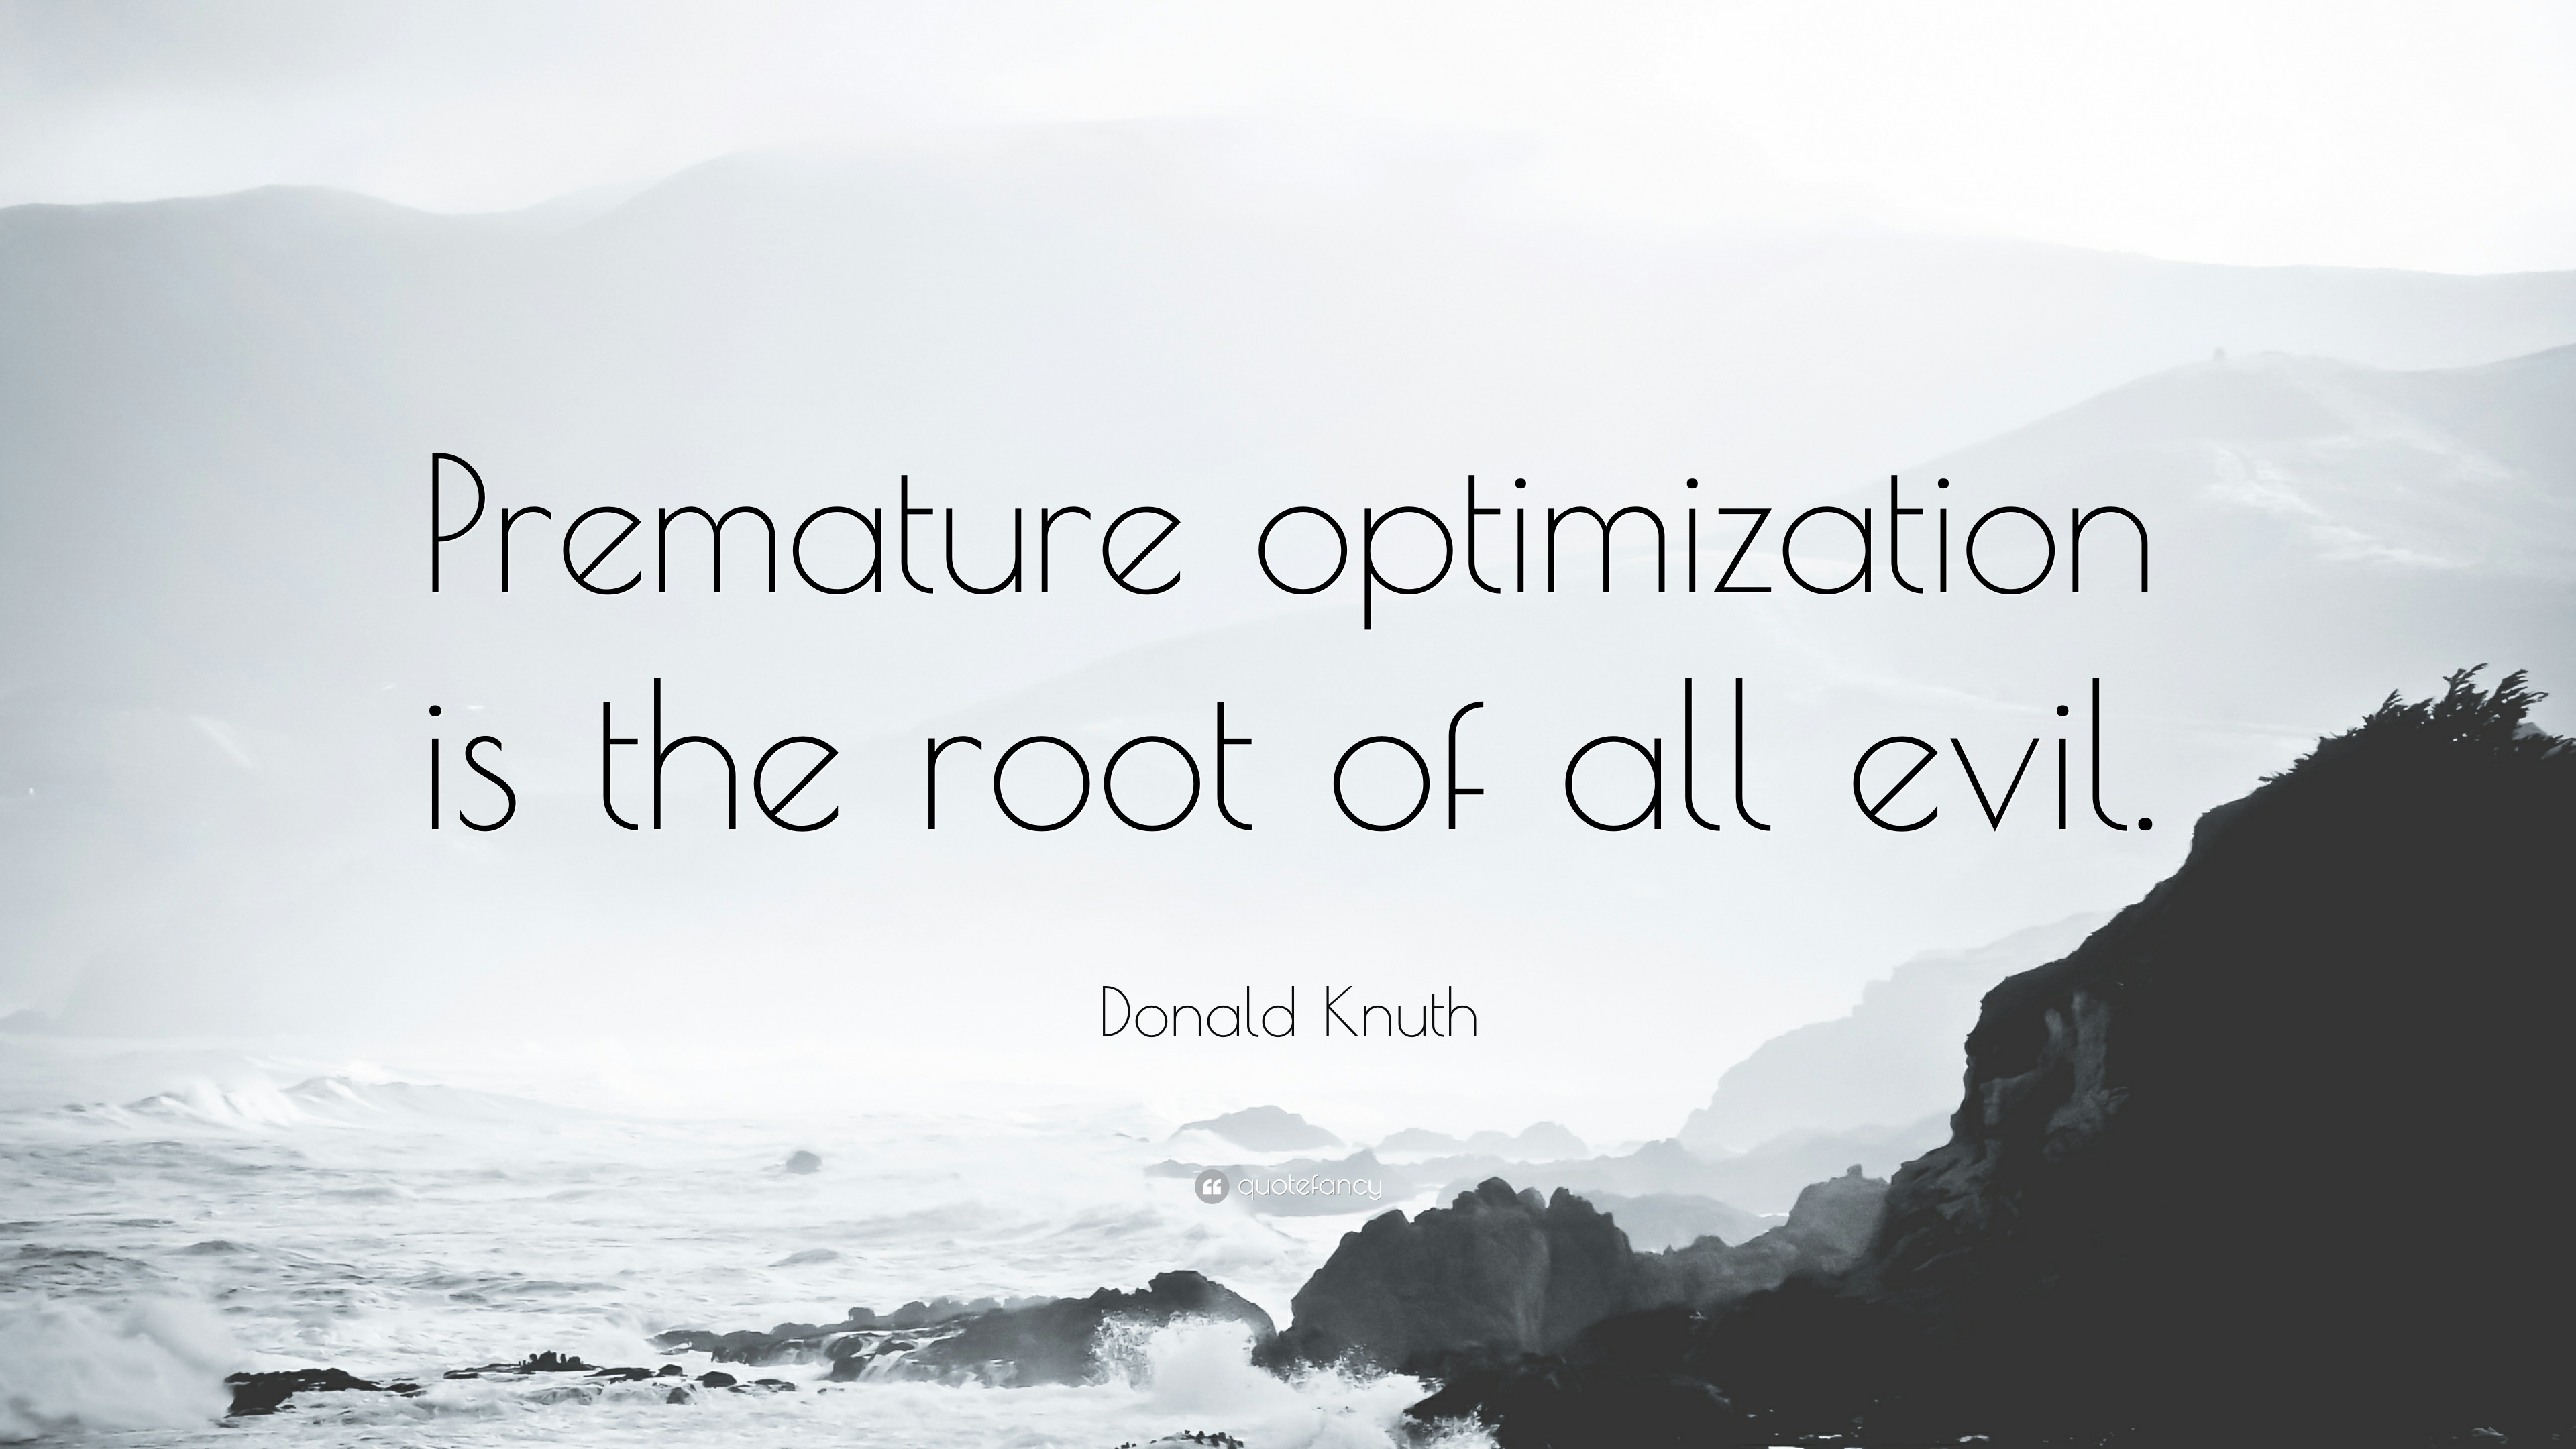 Premature optimization
is the root of all evil.
Donald Knuth
quotefancy